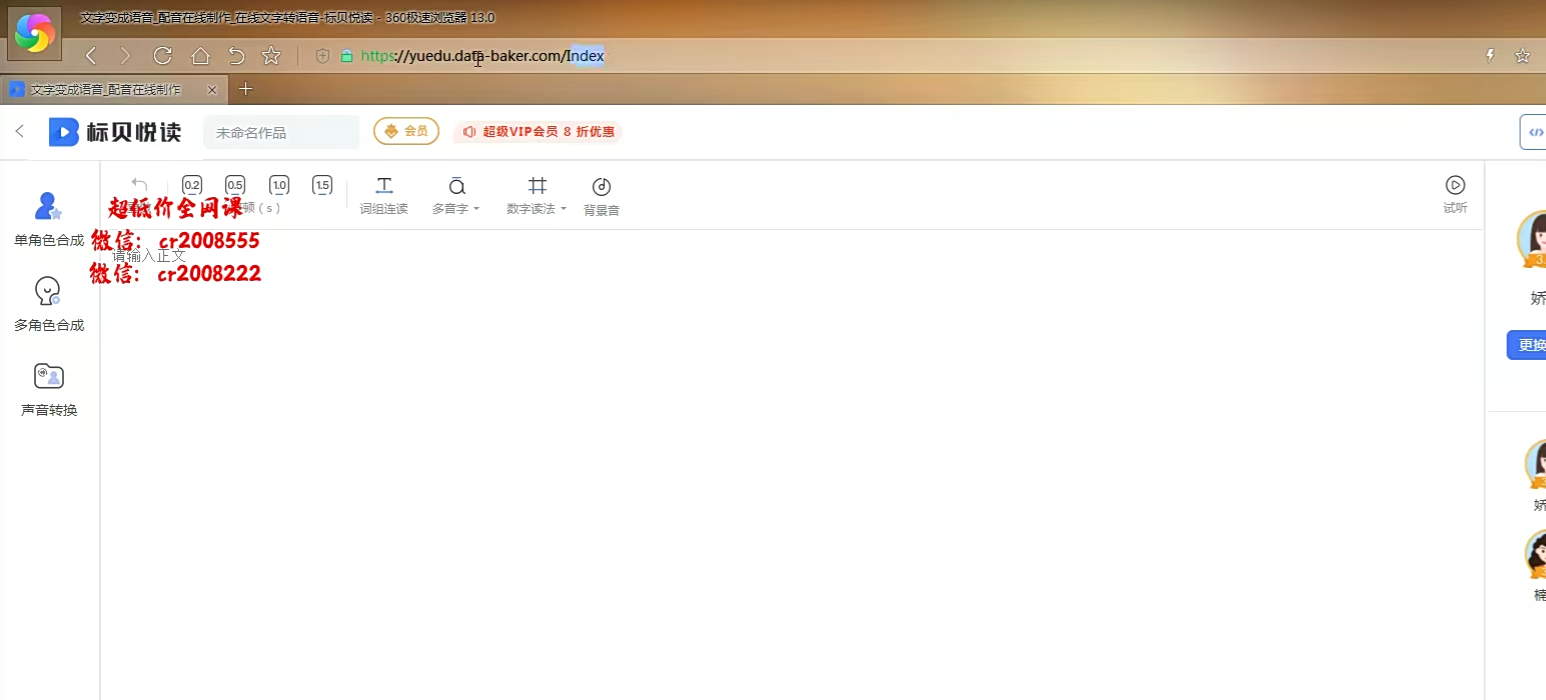 文字变成语音_配音在线制作_在线文字转语音-标贝悦读 - 360极速浏览器 13.0
https://yuedu.data-baker.com/Index
文字变成语音_配音在线制作
标贝悦读
未命名作品
会员
超级VIP会员 8 折优惠
0.2
0.5
1.0
1.5
顿(s)
词组连读
多音字
数字读法
背景音
试听
单角色合成
多角色合成
声音转换
超低价全网课
微信: cr2008555
请输入正文
微信: cr2008222
娇
更换
娇
楠